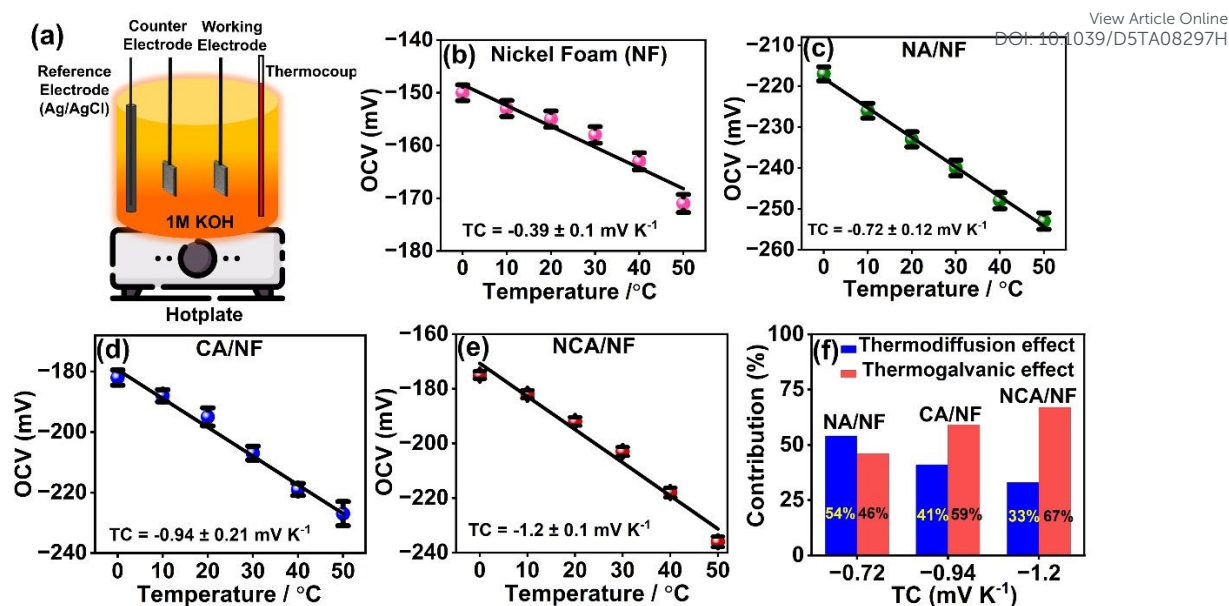 View Article Online
DOI: 10.1039/D5TA08297H
(a)
Counter Working
Electrode Electrode
Reference
Electrode
(Ag/AgCl)
Thermocoup
1M KOH
Hotplate
(b)
Nickel Foam (NF)
OCV (mV)
−140
−150
−160
−170
−180
TC = -0.39 ± 0.1 mV K-1
0 10 20 30 40 50
Temperature /°C
(c)
NA/NF
OCV (mV)
−210
−220
−230
−240
−250
−260
TC = -0.72 ± 0.12 mV K-1
0 10 20 30 40 50
Temperature / °C
(d)
CA/NF
OCV (mV)
−180
−200
−220
−240
TC = -0.94 ± 0.21 mV K-1
0 10 20 30 40 50
Temperature / °C
(e)
NCA/NF
OCV (mV)
−160
−180
−200
−220
−240
TC = -1.2 ± 0.1 mV K-1
0 10 20 30 40 50
Temperature / °C
(f)
Thermodiffusion effect
Thermogalvanic effect
Contribution (%)
100
75
50
25
0
NA/NF
CA/NF
NCA/NF
54% 46% 41% 59% 33% 67%
−0.72 −0.94 −1.2
TC (mV K-1)